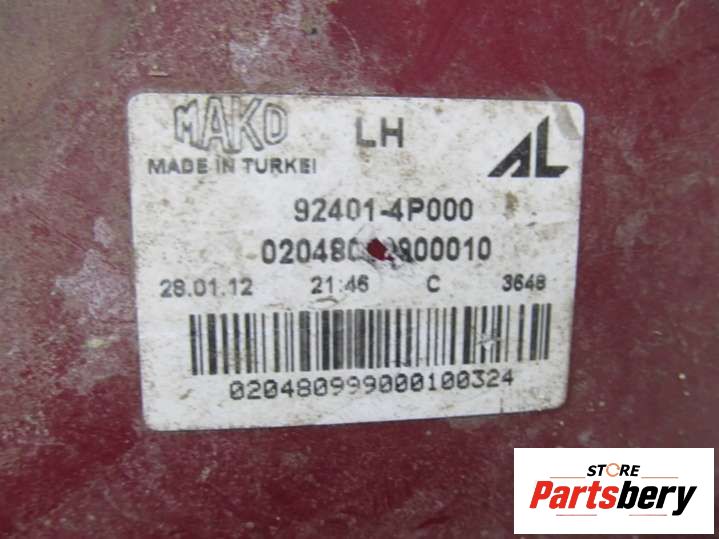 MAKO LH AL
MADE IN TURKEI
92401-4P000
28.01.12 21:46 C 3648
020480999000100324
STORE
Partsbery